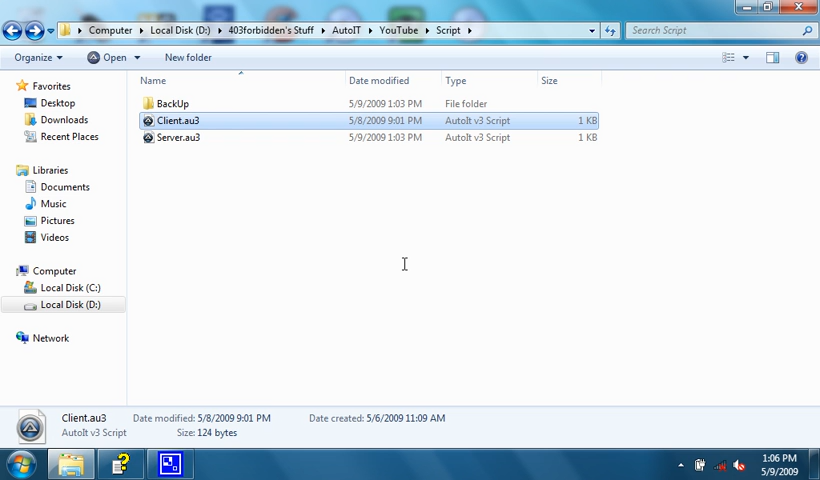 Computer ▸ Local Disk (D:) ▸ 403forbidden's Stuff ▸ AutoIT ▸ YouTube ▸ Script ▸
Search Script
Organize Open New folder
Favorites
Desktop
Downloads
Recent Places
Libraries
Documents
Music
Pictures
Videos
Computer
Local Disk (C:)
Local Disk (D:)
Network
Name Date modified Type Size
BackUp 5/9/2009 1:03 PM File folder
Client.au3 5/8/2009 9:01 PM AutoIt v3 Script 1 KB
Server.au3 5/9/2009 1:03 PM AutoIt v3 Script 1 KB
Client.au3 Date modified: 5/8/2009 9:01 PM Date created: 5/6/2009 11:09 AM
AutoIt v3 Script Size: 124 bytes
1:06 PM
5/9/2009